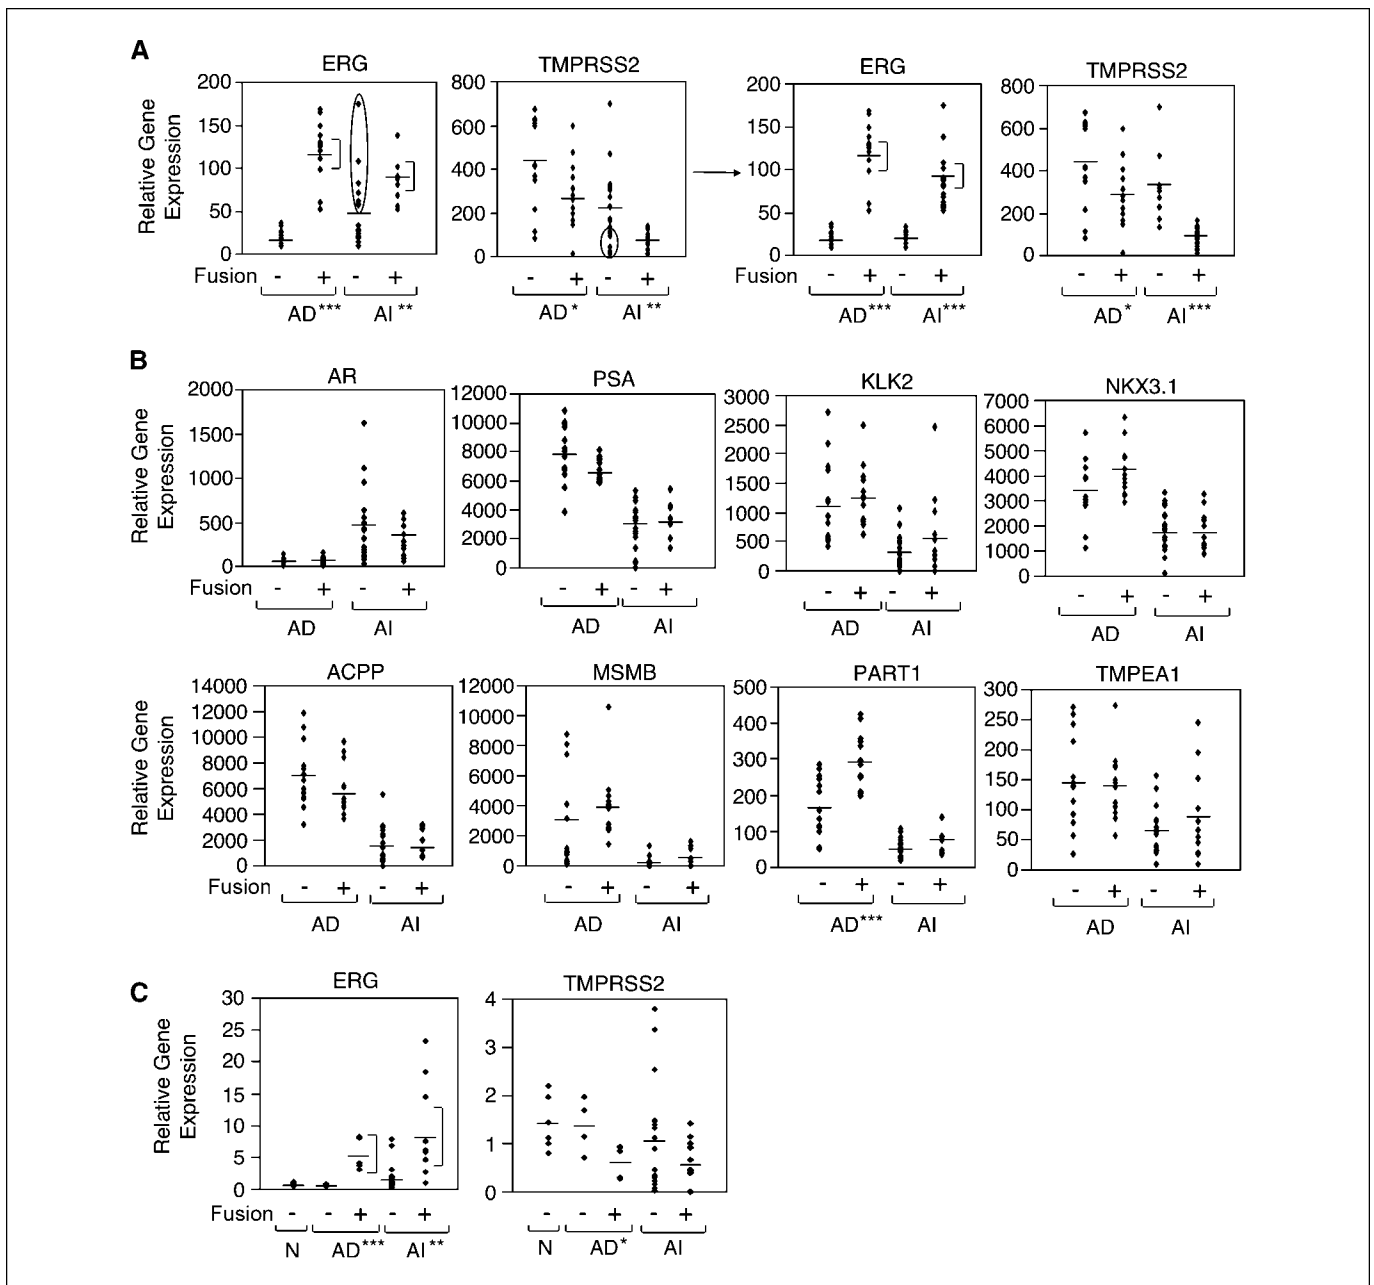 A
ERG
TMPRSS2
ERG
TMPRSS2
Relative Gene
Expression
200
150
100
50
0
800
600
400
200
0
200
150
100
50
0
800
600
400
200
0
Fusion - + - +
- + - +
Fusion - + - +
- + - +
AD*** AI**
AD* AI**
AD*** AI***
AD* AI***
B
AR
PSA
KLK2
NKX3.1
Relative Gene
Expression
2000
1500
1000
500
0
12000
10000
8000
6000
4000
2000
0
3000
2500
2000
1500
1000
500
0
7000
6000
5000
4000
3000
2000
1000
0
Fusion - + - +
- + - +
- + - +
- + - +
AD AI
AD AI
AD AI
AD AI
ACPP
MSMB
PART1
TMPEA1
Relative Gene
Expression
14000
12000
10000
8000
6000
4000
2000
0
12000
10000
8000
6000
4000
2000
0
500
400
300
200
100
0
300
250
200
150
100
50
0
Fusion - + - +
- + - +
- + - +
- + - +
AD AI
AD AI
AD*** AI
AD AI
C
ERG
TMPRSS2
Relative Gene
Expression
30
25
20
15
10
5
0
4
3
2
1
0
Fusion - - + - +
- - + - +
N AD*** AI**
N AD* AI